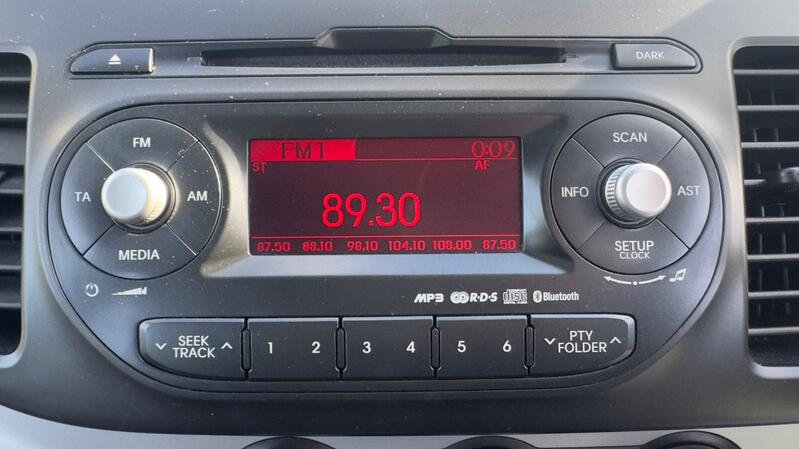 DARK
FM
TA
AM
MEDIA
FM1 0:09
ST AF
89.30
87.50 88.10 98.10 104.10 108.00 87.50
SCAN
INFO
AST
SETUP
CLOCK
MP3 R·D·S disc Bluetooth
SEEK
TRACK
1 2 3 4 5 6
PTY
FOLDER